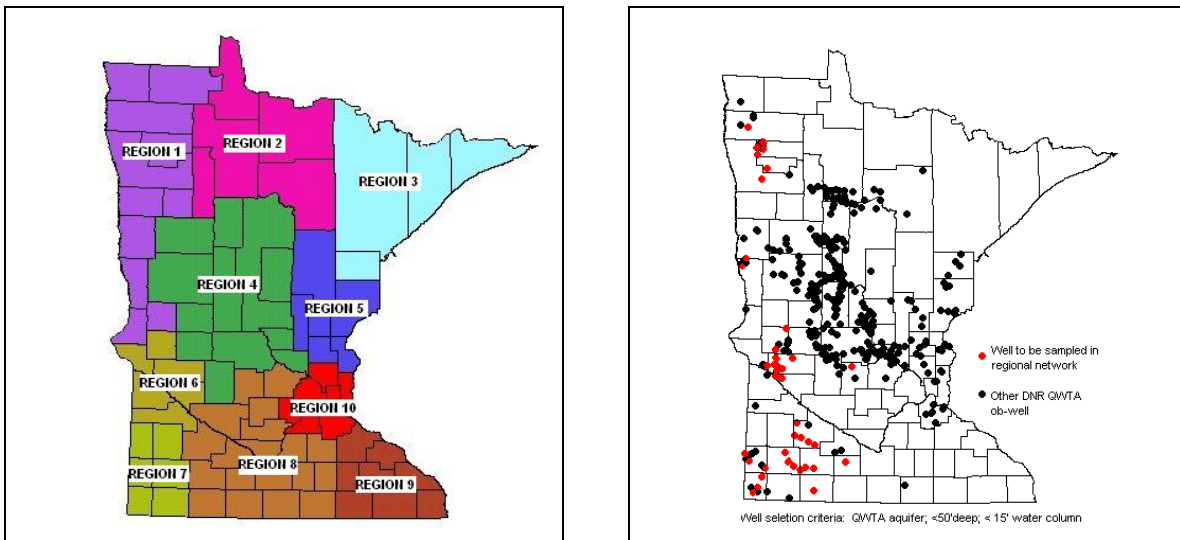 REGION 1
REGION 2
REGION 3
REGION 4
REGION 5
REGION 6
REGION 10
REGION 7
REGION 8
REGION 9
Well to be sampled in
regional network
Other DNR QWTA
ob-well
Well seletion criteria: QWTA aquifer; <50'deep; < 15' water column